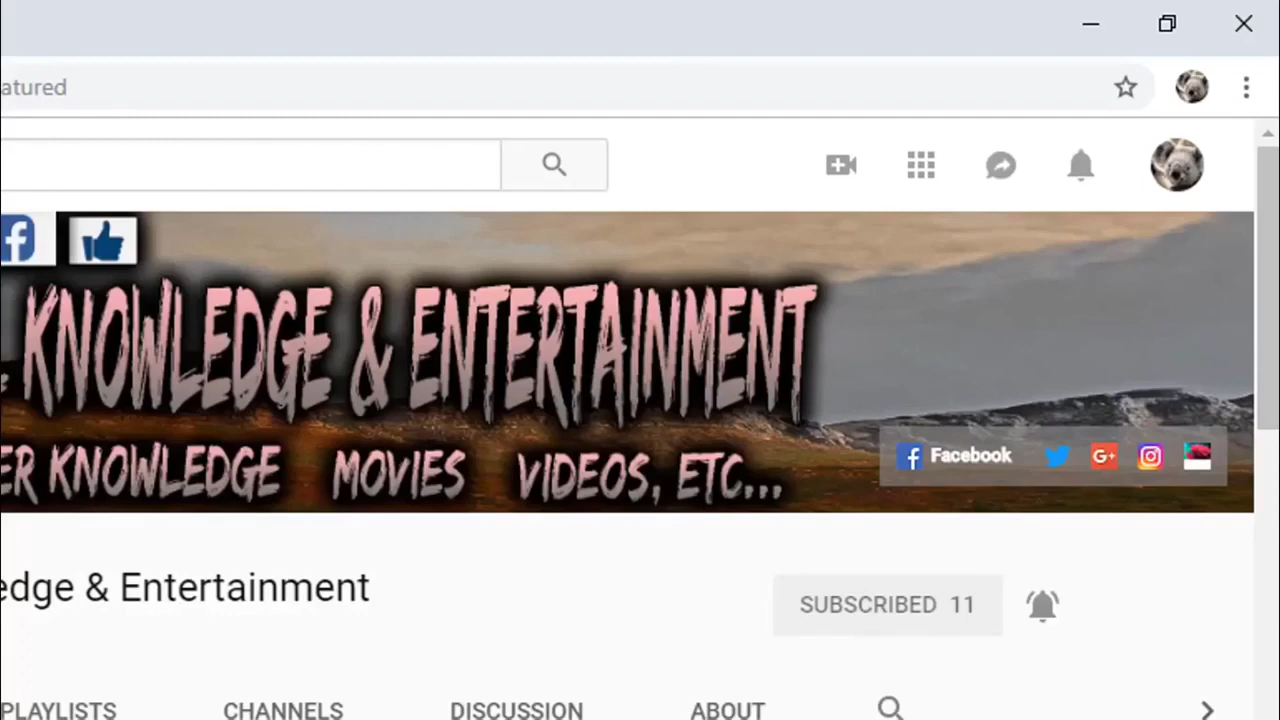 atured
KNOWLEDGE & ENTERTAINMENT
ER KNOWLEDGE MOVIES VIDEOS, ETC...
Facebook
G+
edge & Entertainment
SUBSCRIBED 11
PLAYLISTS CHANNELS DISCUSSION ABOUT